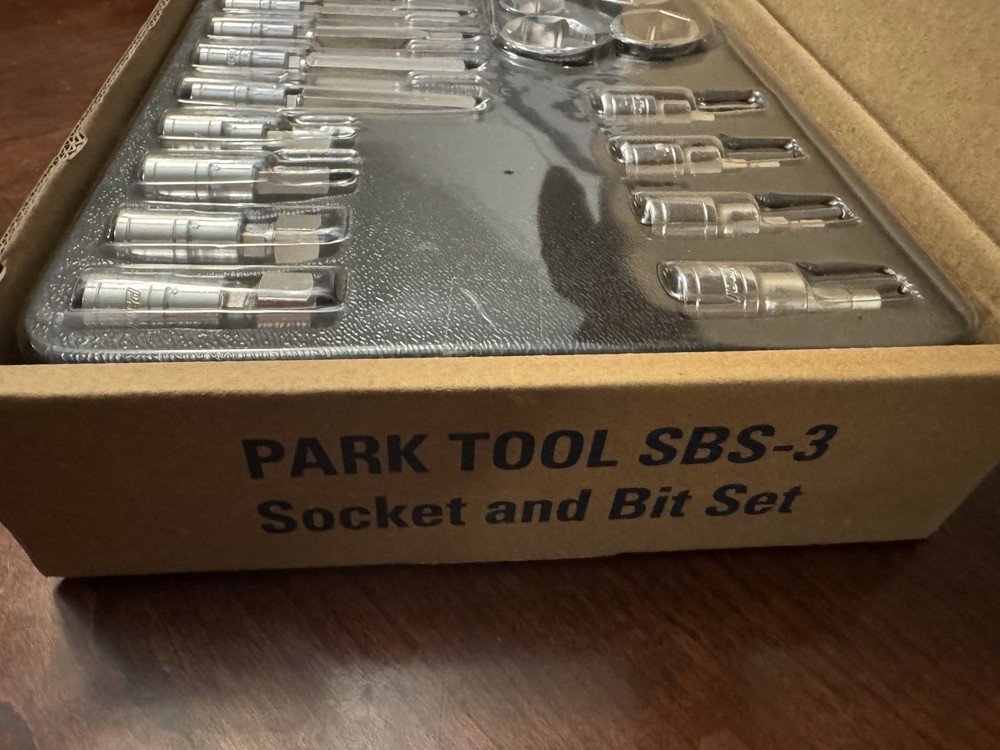 PARK TOOL SBS-3
Socket and Bit Set